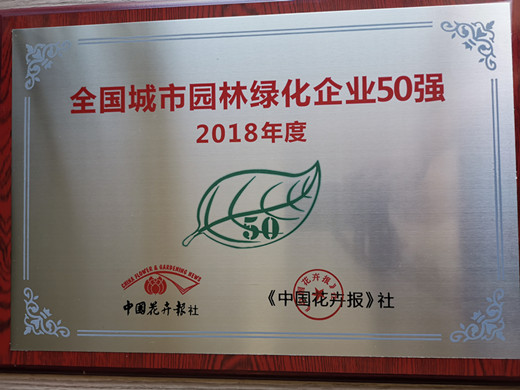 全国城市园林绿化企业50强
2018年度
50
CHINA FLOWER & GARDENING NEWS
中国花卉报社
《中国花卉报》社